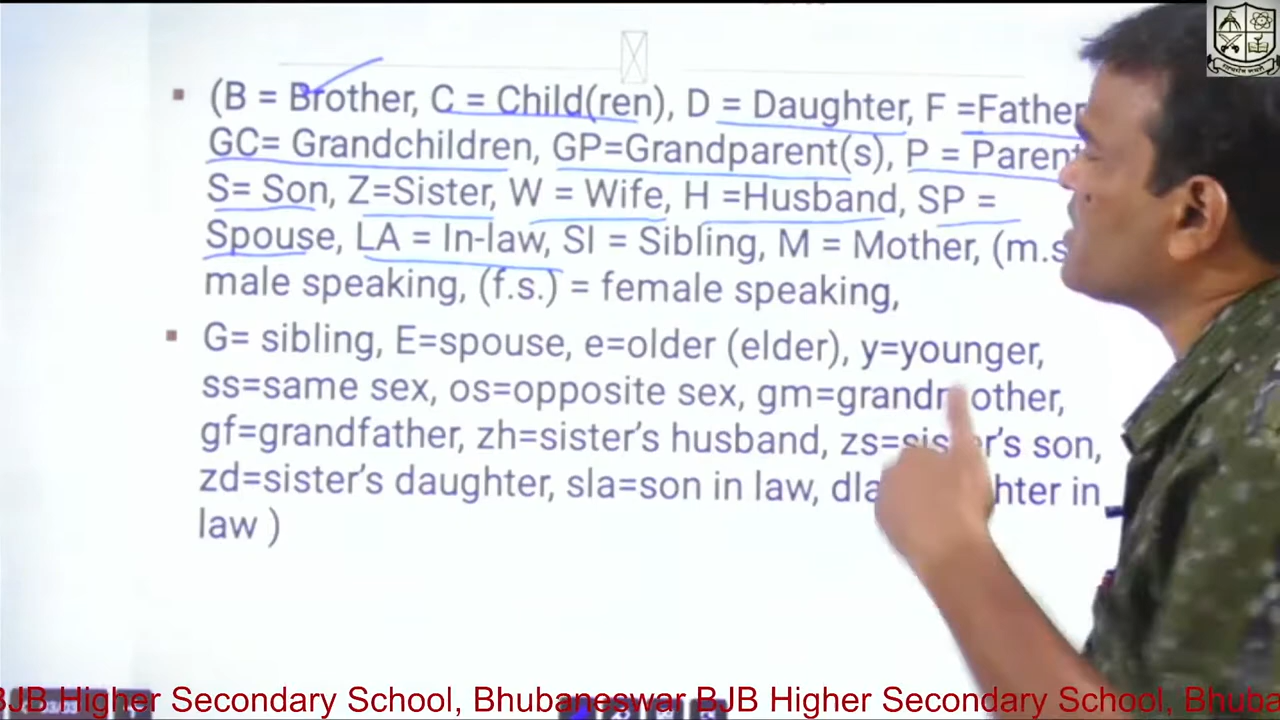 (B = Brother, C = Child(ren), D = Daughter, F =Father
GC= Grandchildren, GP=Grandparent(s), P = Parent
S= Son, Z=Sister, W = Wife, H =Husband, SP =
Spouse, LA = In-law, SI = Sibling, M = Mother, (m.s
male speaking, (f.s.) = female speaking,
G= sibling, E=spouse, e=older (elder), y=younger,
ss=same sex, os=opposite sex, gm=grandmother,
gf=grandfather, zh=sister's husband, zs=sister's son,
zd=sister's daughter, sla=son in law, dla hter in
law )
BJB Higher Secondary School, Bhubaneswar BJB Higher Secondary School, Bhuba